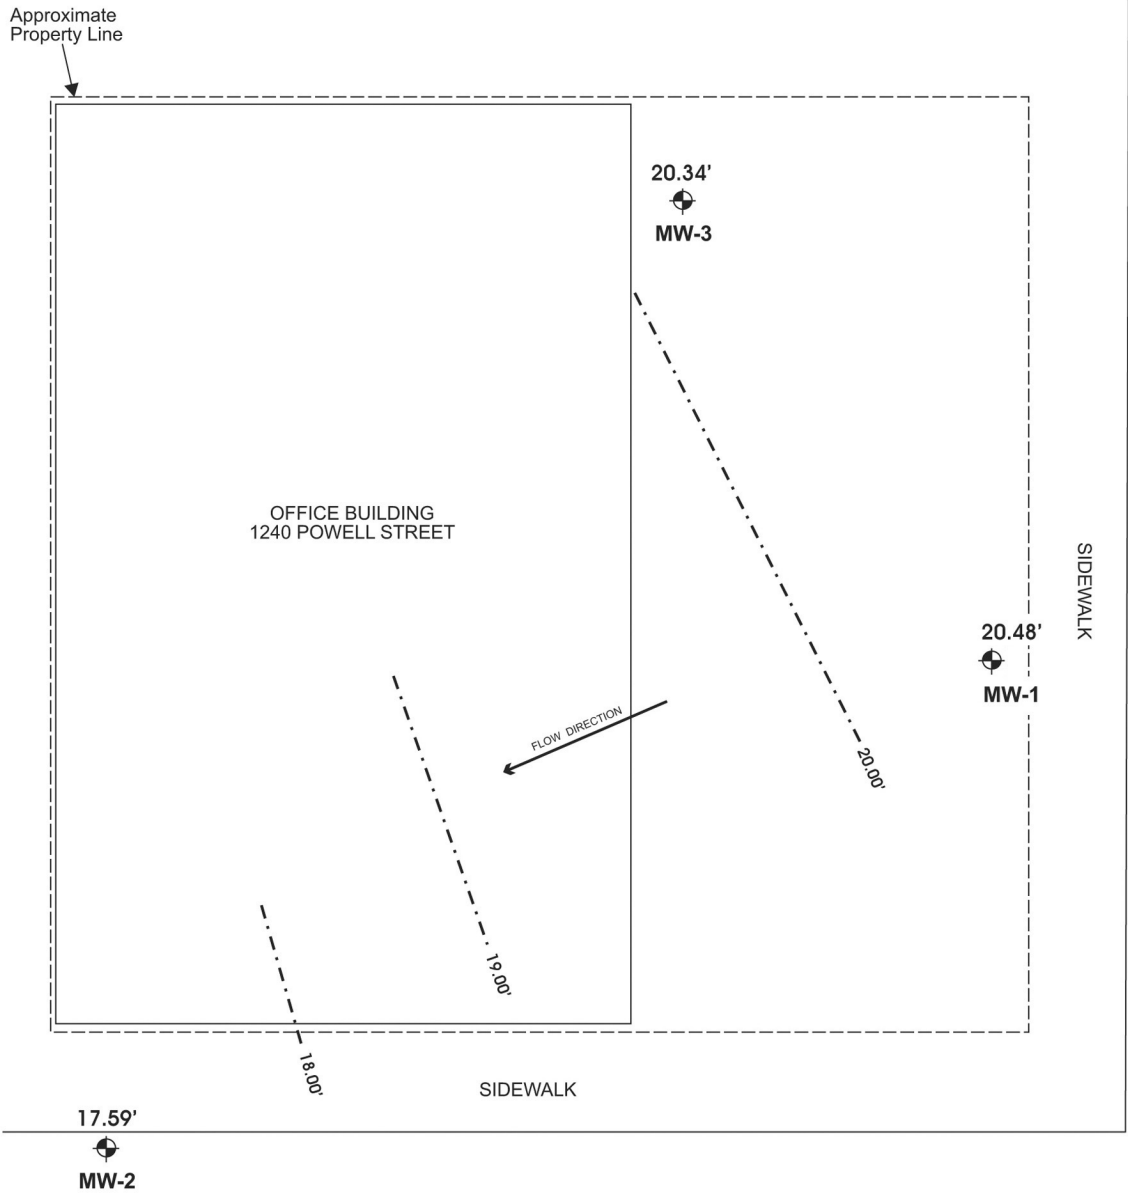 Approximate
Property Line
20.34’
MW-3
OFFICE BUILDING
1240 POWELL STREET
SIDEWALK
20.48’
MW-1
FLOW DIRECTION
20.00’
19.00’
18.00’
SIDEWALK
17.59’
MW-2